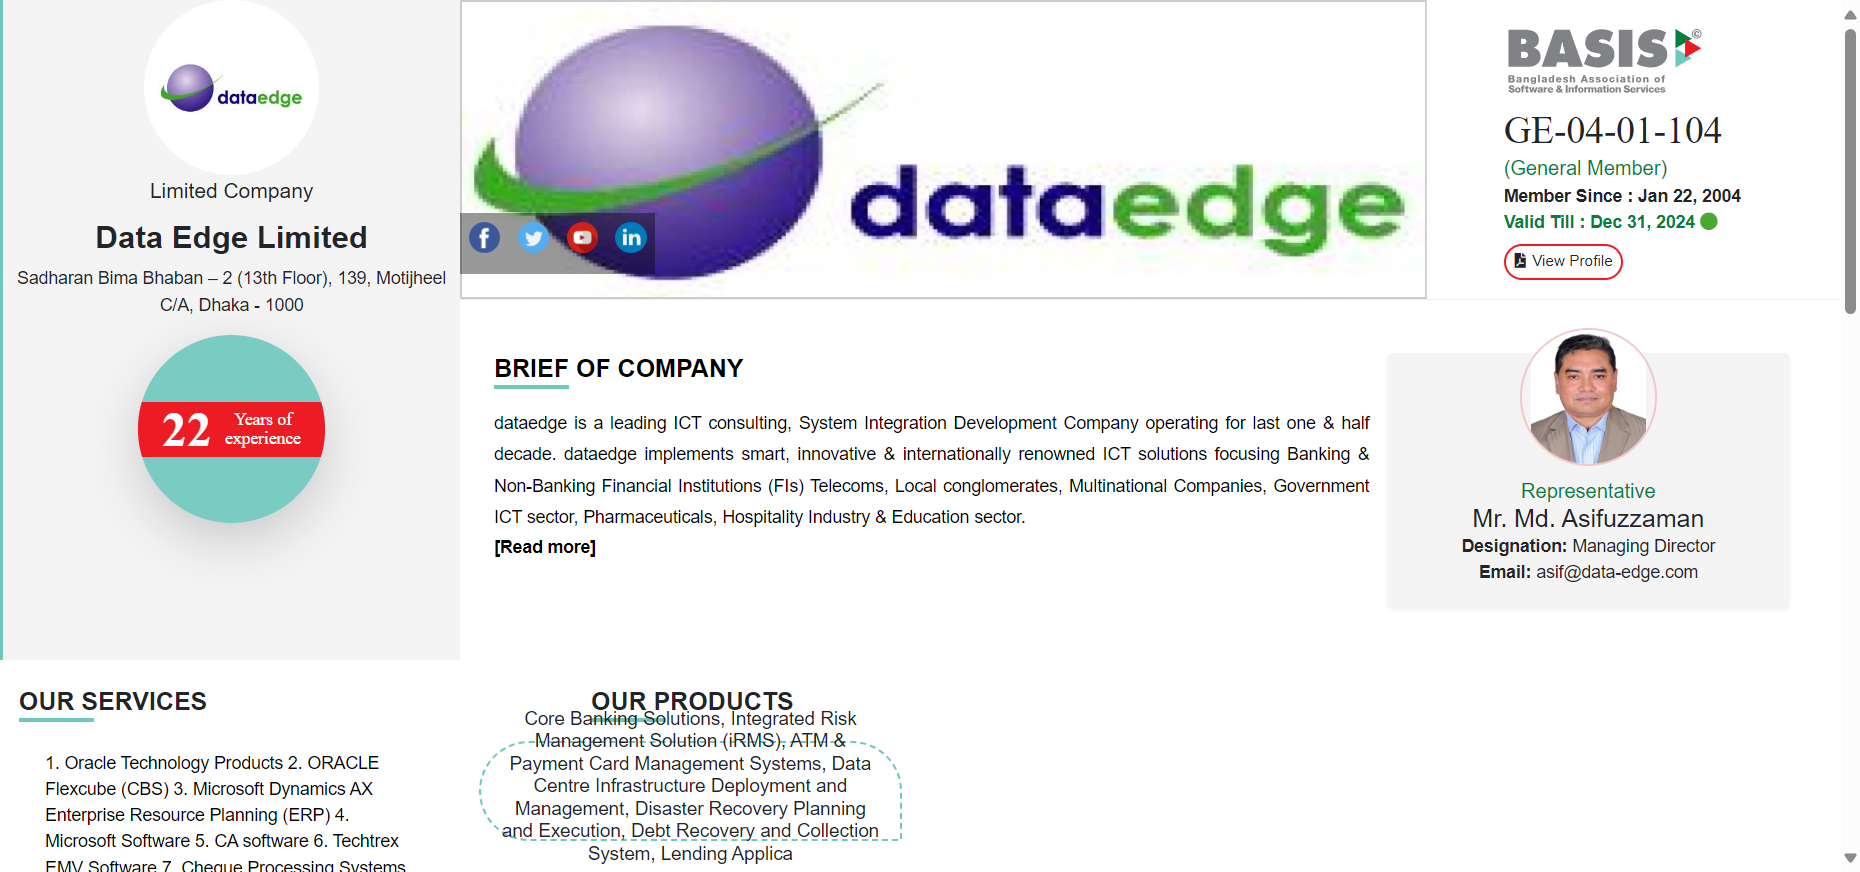 dataedge
Limited Company
Data Edge Limited
Sadharan Bima Bhaban – 2 (13th Floor), 139, Motijheel
C/A, Dhaka - 1000
22
Years of
experience
dataedge
BASIS
©
Bangladesh Association of
Software & Information Services
GE-04-01-104
(General Member)
Member Since : Jan 22, 2004
Valid Till : Dec 31, 2024
View Profile
BRIEF OF COMPANY
dataedge is a leading ICT consulting, System Integration Development Company operating for last one & half
decade. dataedge implements smart, innovative & internationally renowned ICT solutions focusing Banking &
Non-Banking Financial Institutions (FIs) Telecoms, Local conglomerates, Multinational Companies, Government
ICT sector, Pharmaceuticals, Hospitality Industry & Education sector.
[Read more]
Representative
Mr. Md. Asifuzzaman
Designation: Managing Director
Email: asif@data-edge.com
OUR SERVICES
1. Oracle Technology Products 2. ORACLE
Flexcube (CBS) 3. Microsoft Dynamics AX
Enterprise Resource Planning (ERP) 4.
Microsoft Software 5. CA software 6. Techtrex
EMV Software 7. Cheque Processing Systems
OUR PRODUCTS
Core Banking Solutions, Integrated Risk
Management Solution (iRMS), ATM &
Payment Card Management Systems, Data
Centre Infrastructure Deployment and
Management, Disaster Recovery Planning
and Execution, Debt Recovery and Collection
System, Lending Applica